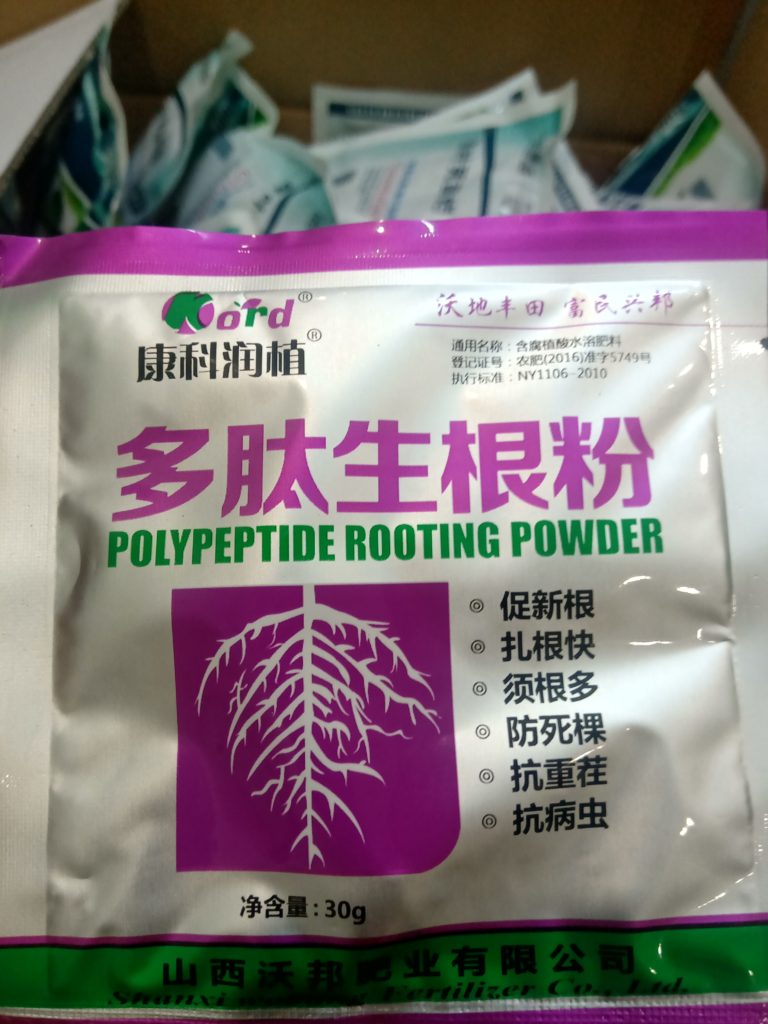 Kord®
康科润植®
沃地丰田 富民兴邦
通用名称：含腐植酸水溶肥料
登记证号：农肥(2016)准字5749号
执行标准：NY1106-2010
多肽生根粉
POLYPEPTIDE ROOTING POWDER
◎ 促新根
◎ 扎根快
◎ 须根多
◎ 防死棵
◎ 抗重茬
◎ 抗病虫
净含量：30g
山西沃邦肥业有限公司
Shanxi Fertilizer Co., Ltd.